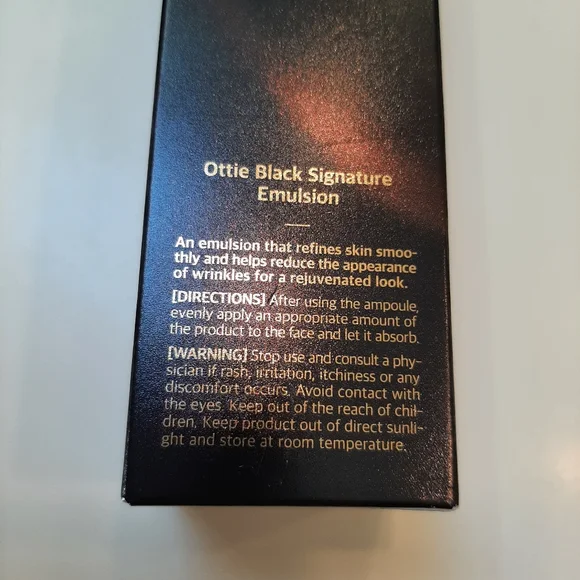 Ottie Black Signature
Emulsion
An emulsion that refines skin smoo-
thly and helps reduce the appearance
of wrinkles for a rejuvenated look.
[DIRECTIONS] After using the ampoule,
evenly apply an appropriate amount of
the product to the face and let it absorb.
[WARNING] Stop use and consult a phy-
sician if rash, irritation, itchiness or any
discomfort occurs. Avoid contact with
the eyes. Keep out of the reach of chil-
dren. Keep product out of direct sunli-
ght and store at room temperature.